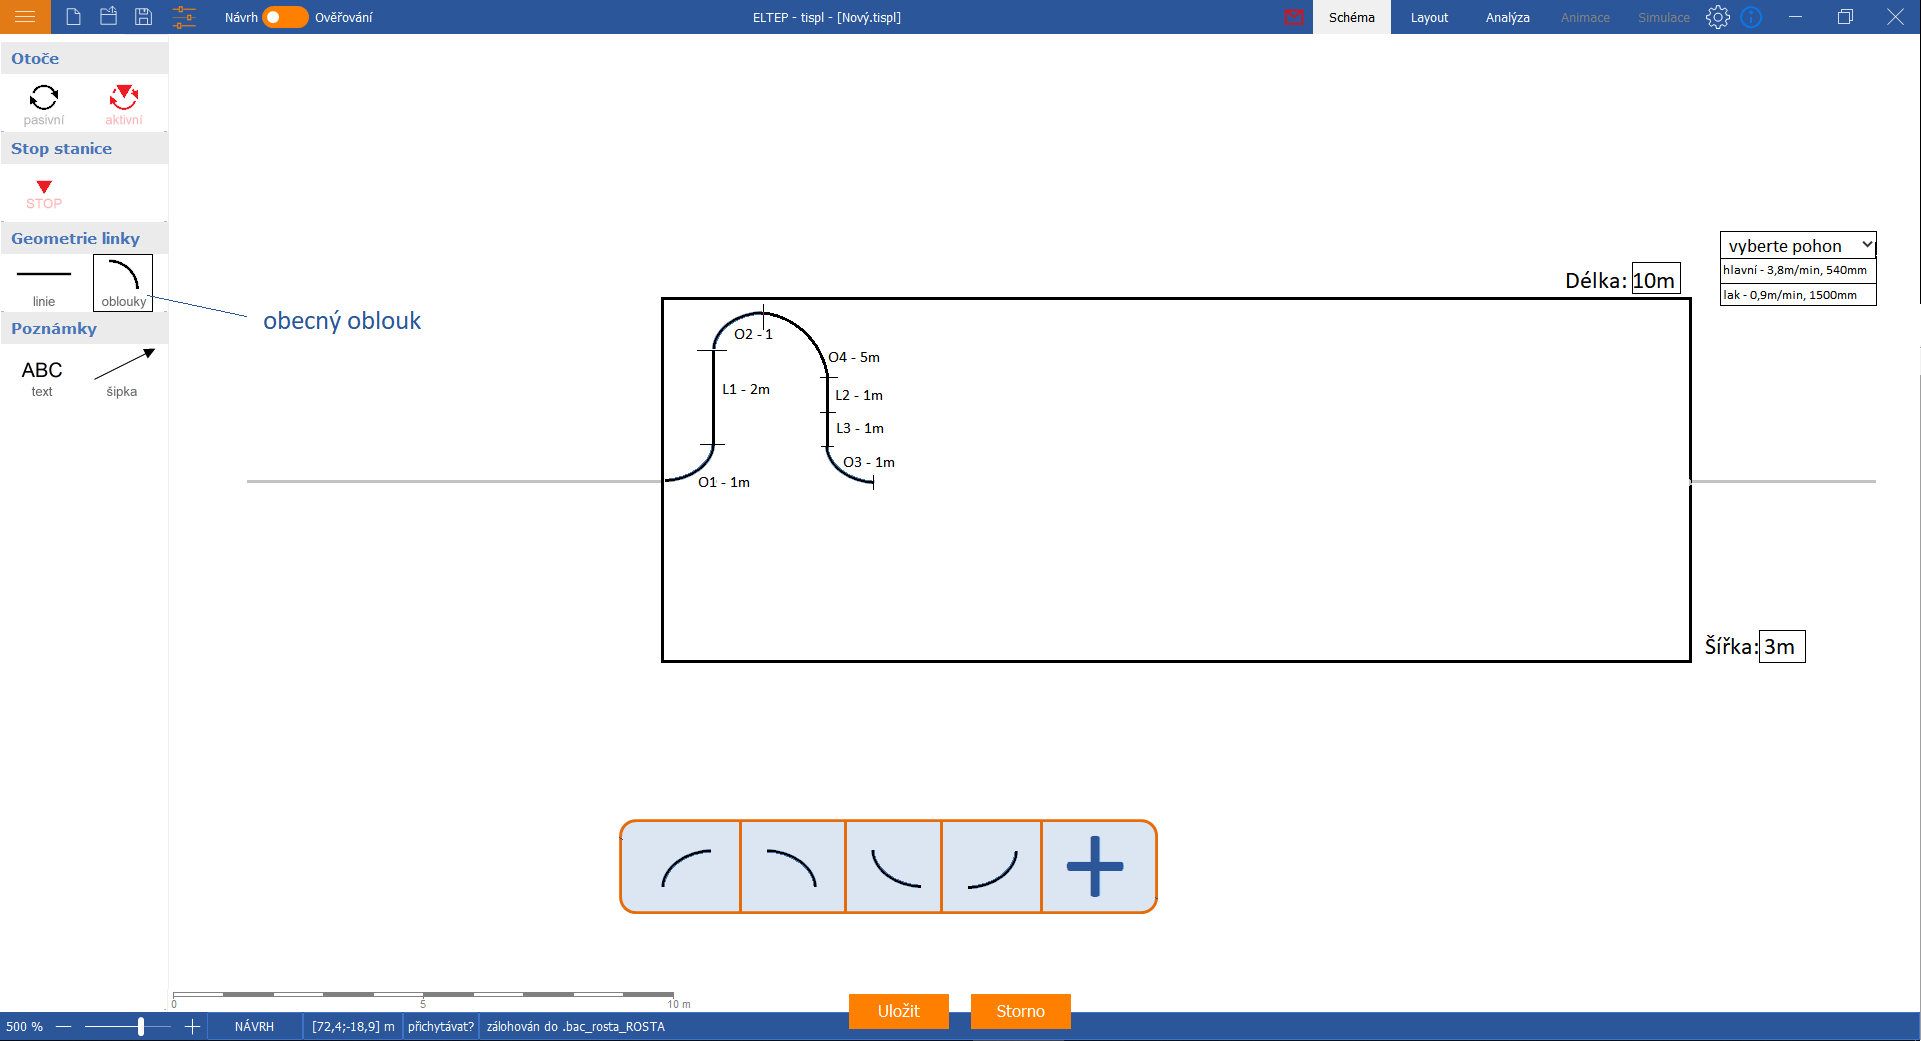 Návrh
Ověřování
ELTEP - tispl - [Nový.tispl]
Schéma
Layout
Analýza
Animace
Simulace
Otoče
pasivní
aktivní
Stop stanice
STOP
Geometrie linky
linie
oblouky
Poznámky
ABC
text
šipka
obecný oblouk
vyberte pohon
hlavní - 3,8m/min, 540mm
lak - 0,9m/min, 1500mm
Délka: 10m
O2 - 1
O4 - 5m
L1 - 2m
L2 - 1m
L3 - 1m
O3 - 1m
O1 - 1m
Šířka: 3m
0
5
10 m
Uložit
Storno
500 %
NÁVRH
[72,4;-18,9] m
přichytávat?
zálohován do .bac_rosta_ROSTA